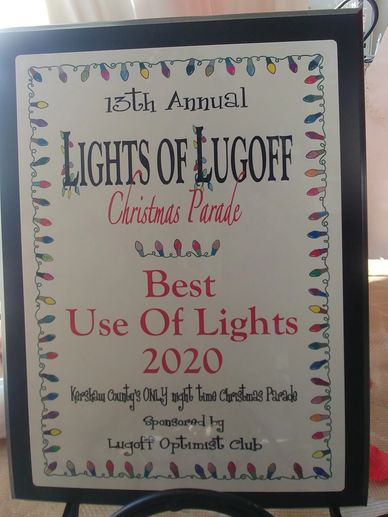 13th Annual
LIGHTS OF LUGOFF
Christmas Parade
Best
Use Of Lights
2020
Kershaw County's ONLY night time Christmas Parade
Sponsored by
Lugoff Optimist Club